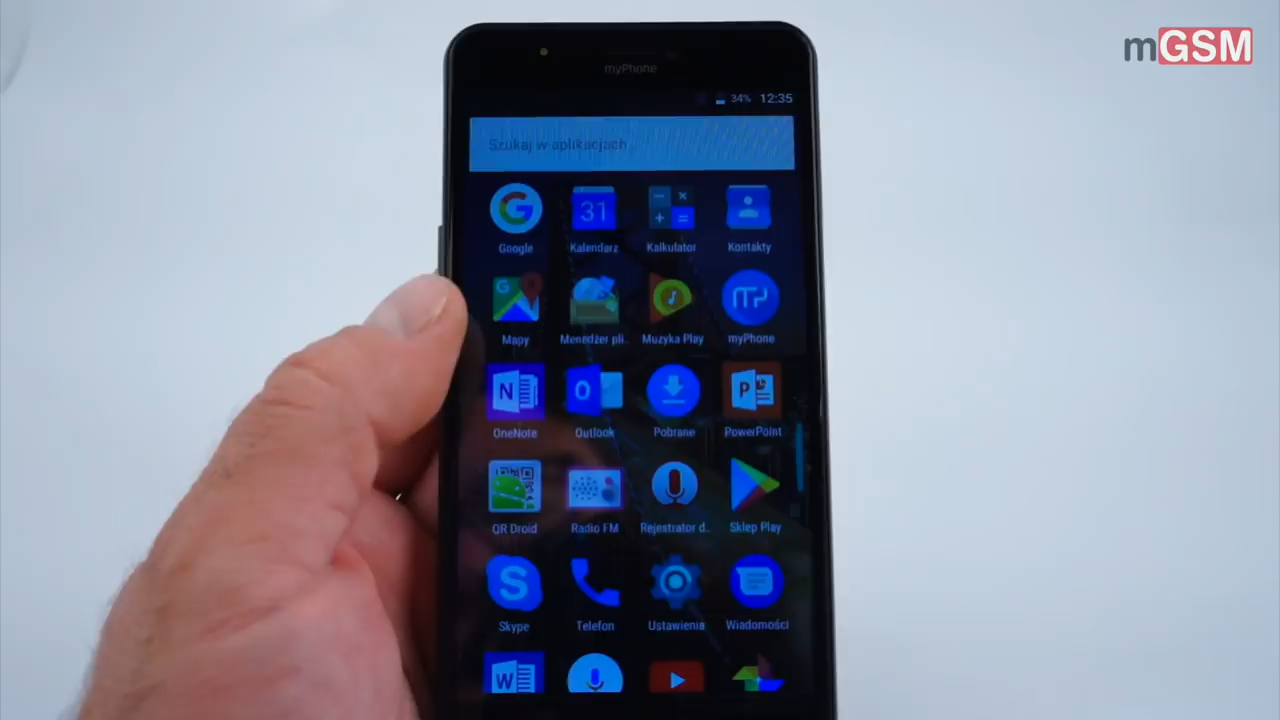 mGSM
myPhone
34% 12:35
Szukaj w aplikacjach...
31
Google Kalendarz Kalkulator Kontakty
Mapy Menedżer pli.. Muzyka Play myPhone
OneNote Outlook Pobrane PowerPoint
QR Droid Radio FM Rejestrator d.. Sklep Play
Skype Telefon Ustawienia Wiadomości